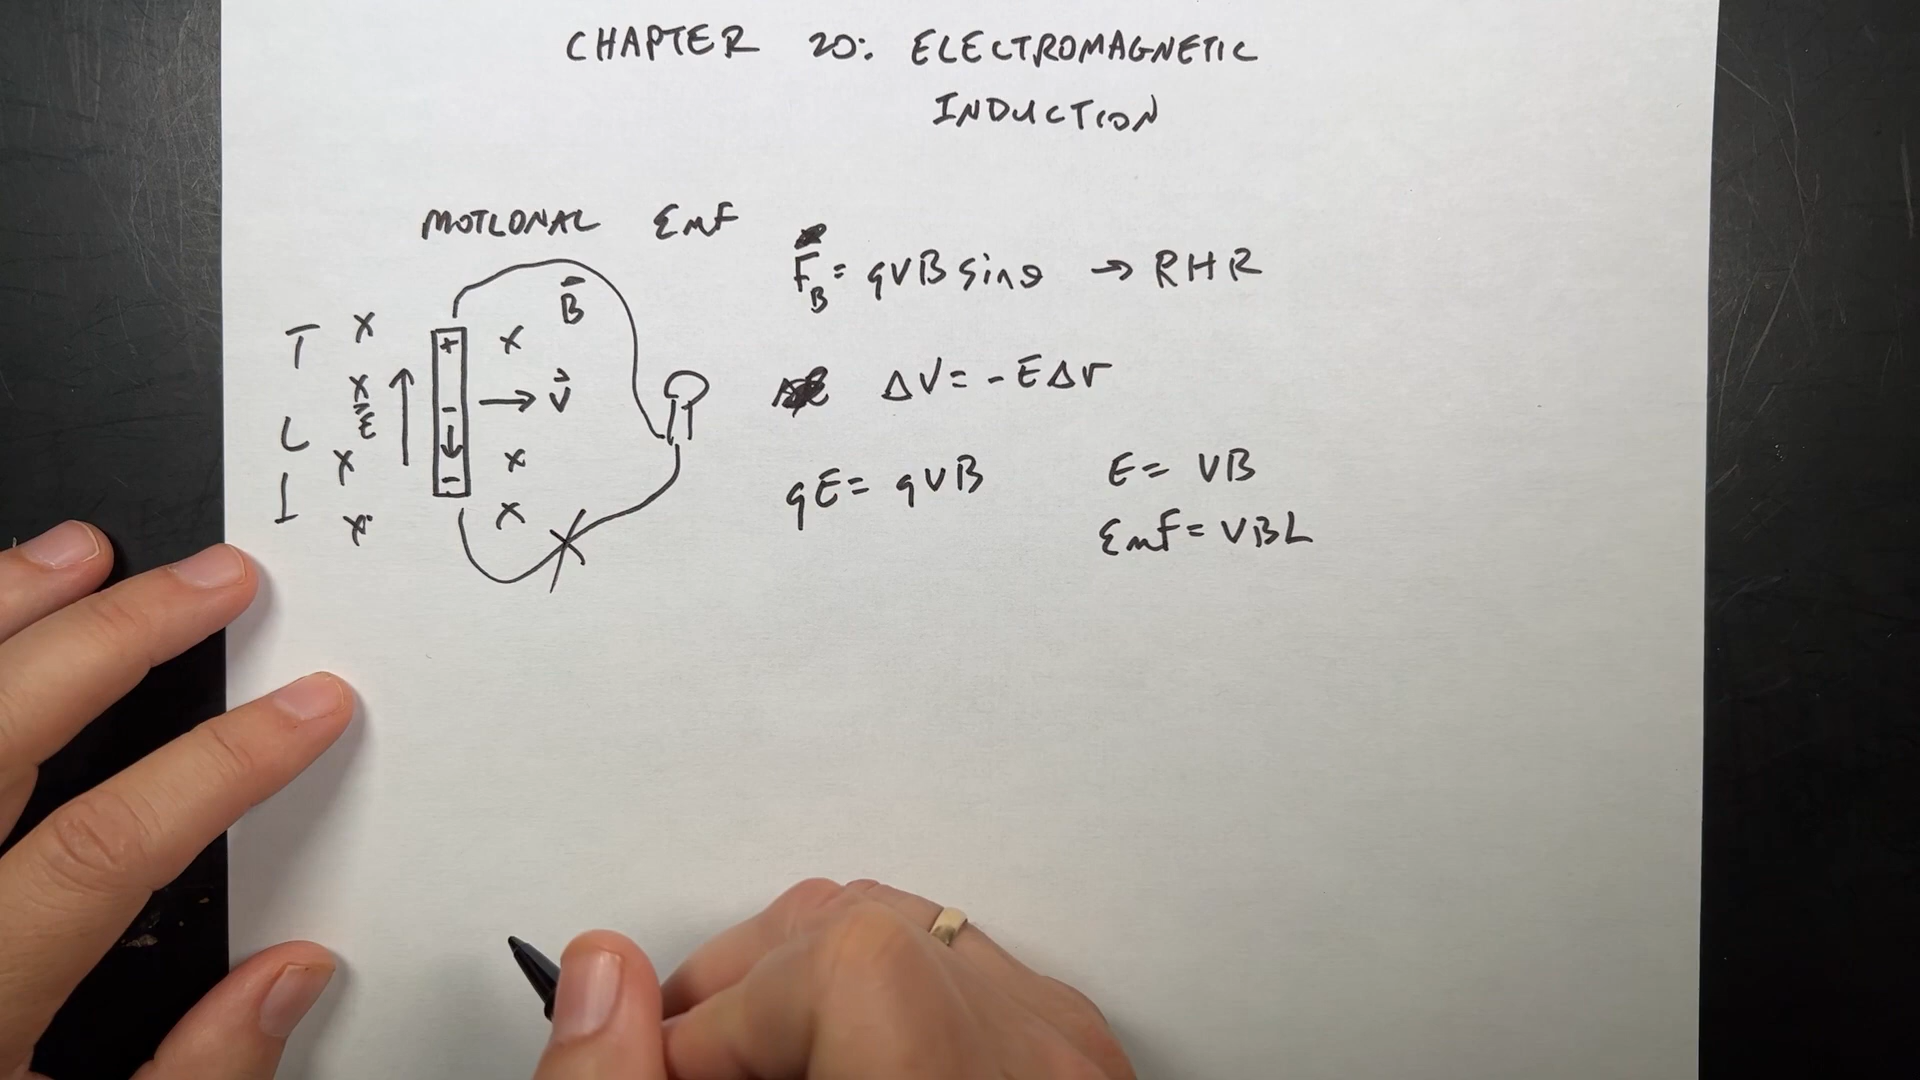 CHAPTER 20: ELECTROMAGNETIC
INDUCTION
MOTIONAL EMF
F_B = qVB sinθ → RHR
B
+ X
T X
X → V
-
E
L X X
-
I X X
ΔV = -EΔr
qE = qVB
E = VB
EMF = VBL